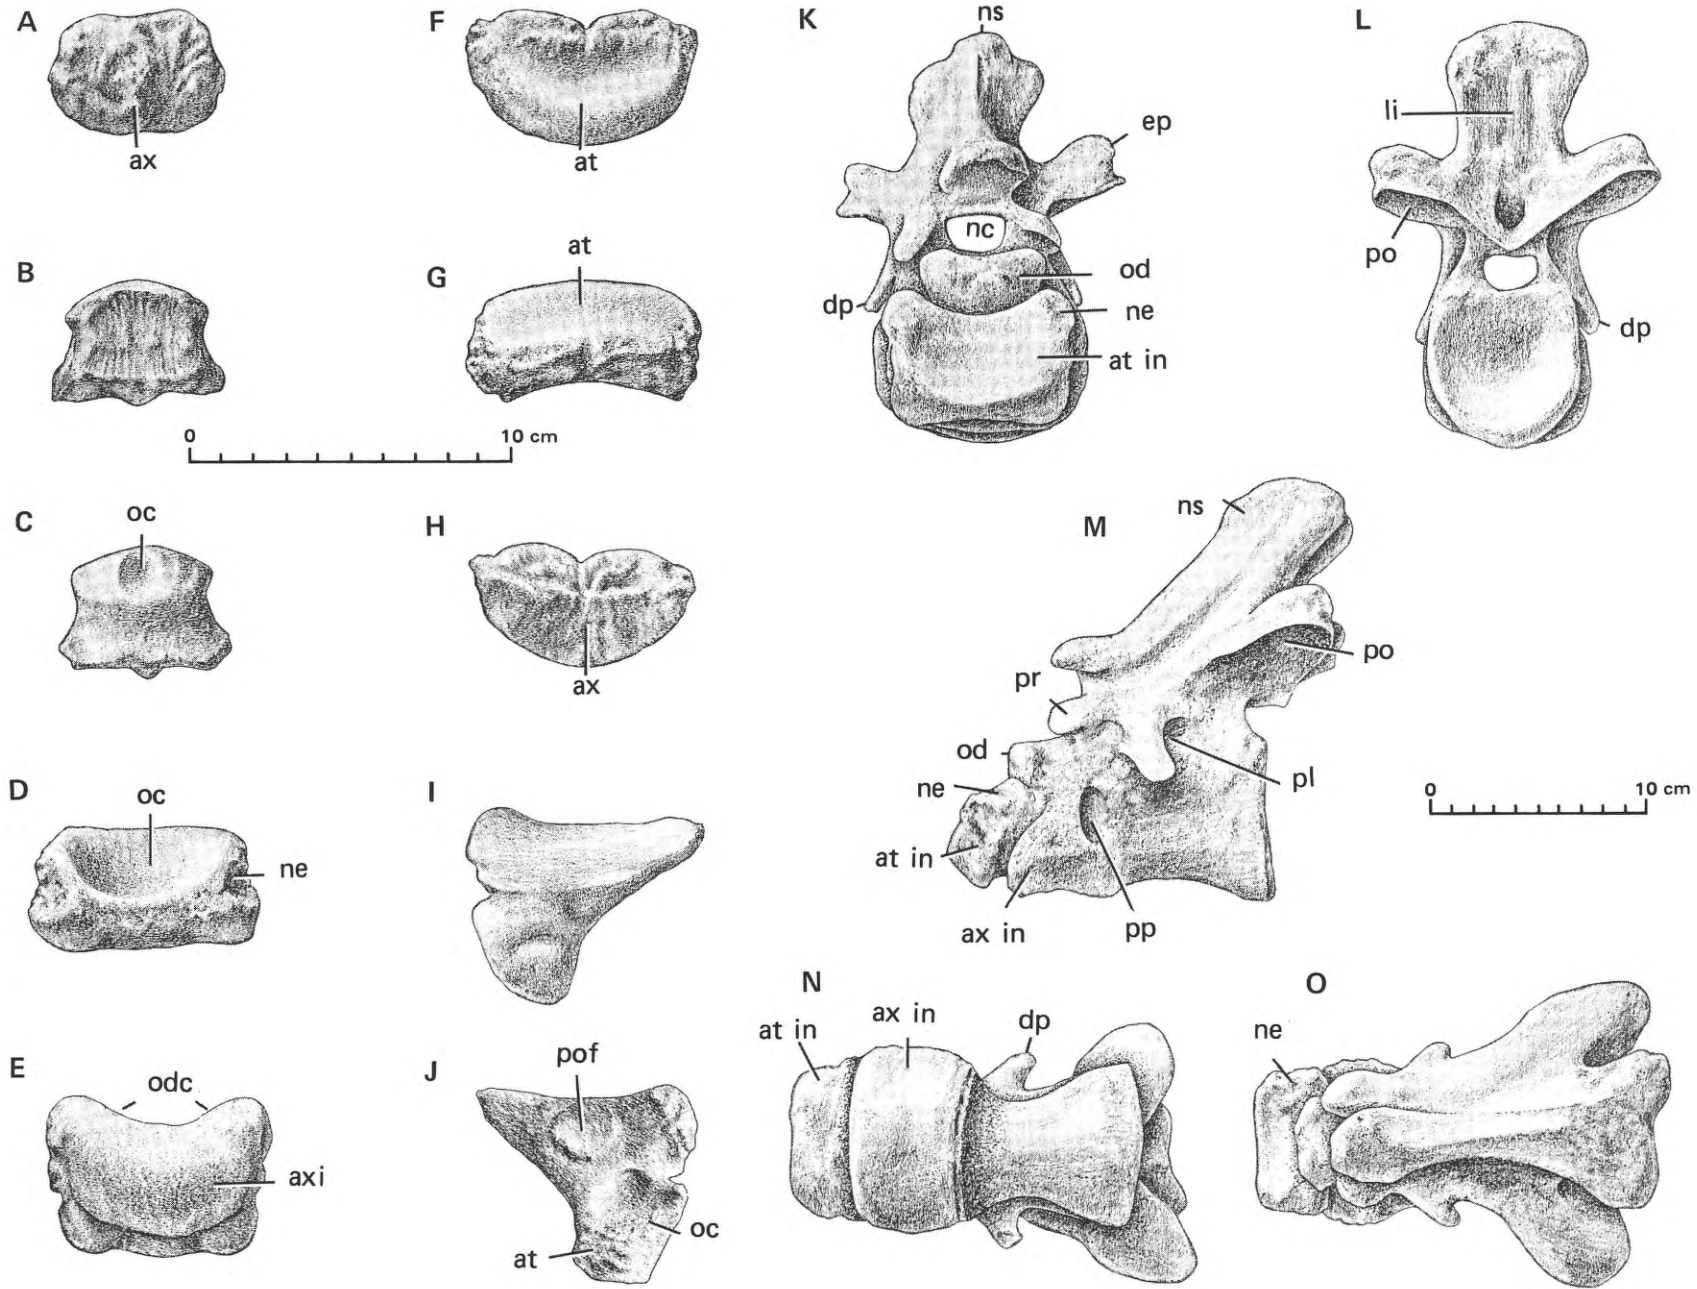 A
ax
F
at
K
ns
ep
nc
od
ne
dp
at in
L
li
po
dp
B
G
at
0 10 cm
C
oc
H
ax
M
ns
po
pr
od
ne
pl
at in
ax in
pp
0 10 cm
D
oc
ne
I
E
odc
axi
J
pof
at
oc
N
at in
ax in
dp
O
ne